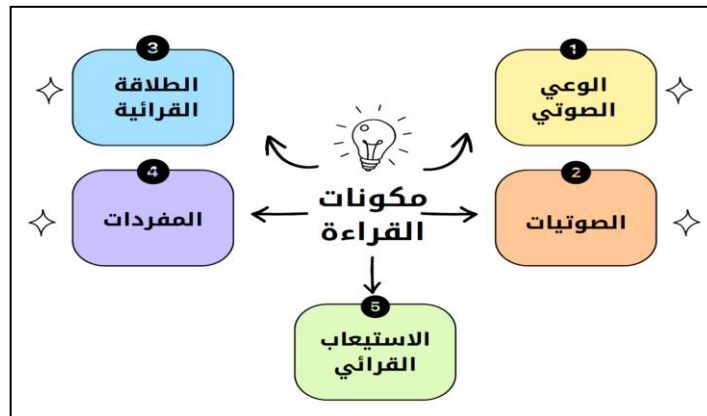 مكونات
القراءة
1
الوعي
الصوتي
2
الصوتيات
3
الطلاقة
القرائية
4
المفردات
5
الاستيعاب
القرائي